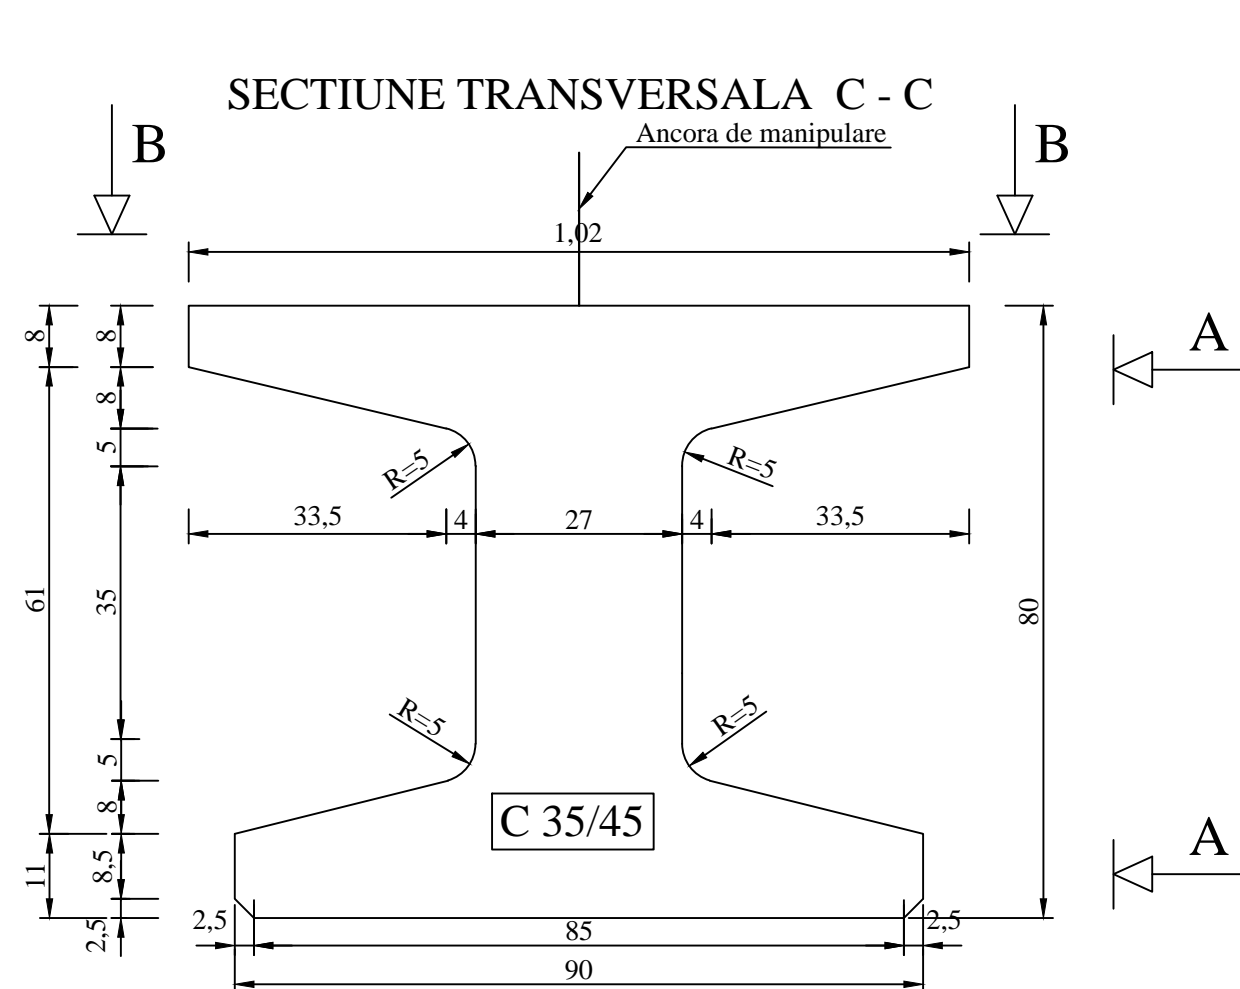 SECTIUNE TRANSVERSALA C - C
B
Ancora de manipulare
B
1,02
8
8
A
8
5
R=5
R=5
33,5
4
27
4
33,5
61
35
80
R=5
R=5
5
8
C 35/45
A
11
8,5
2,5
2,5
85
2,5
90